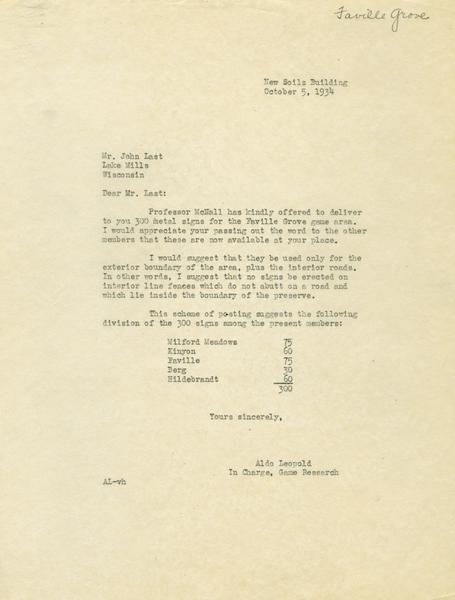 Faville Grove
New Soils Building
October 5, 1934
Mr. John Last
Lake Mills
Wisconsin
Dear Mr. Last:
Professor McNall has kindly offered to deliver
to you 300 metal signs for the Faville Grove game area.
I would appreciate your passing out the word to the other
members that these are now available at your place.
I would suggest that they be used only for the
exterior boundary of the area, plus the interior roads.
In other words, I suggest that no signs be erected on
interior line fences which do not abutt on a road and
which lie inside the boundary of the preserve.
This scheme of posting suggests the following
division of the 300 signs among the present members:
Milford Meadows 75
Kinyon 60
Faville 75
Berg 30
Hildebrandt 60
300
Yours sincerely,
Aldo Leopold
In Charge, Game Research
AL-vh